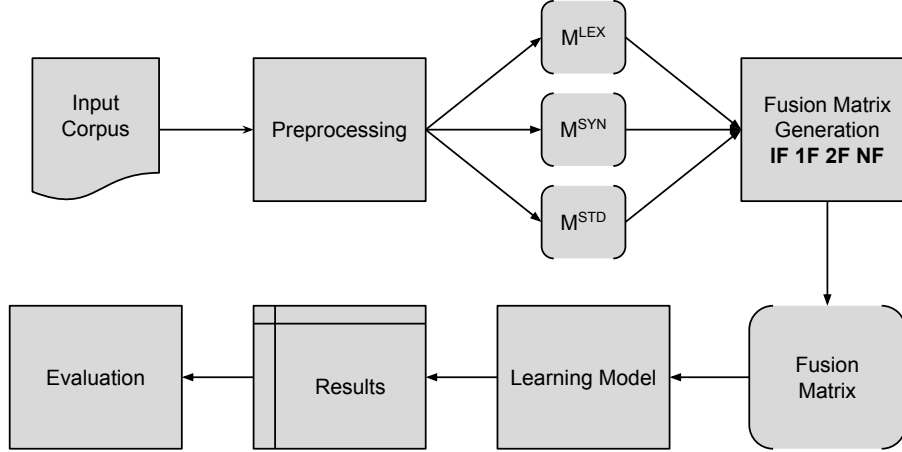 Input
Corpus
Preprocessing
M^LEX
M^SYN
M^STD
Fusion Matrix
Generation
IF 1F 2F NF
Evaluation
Results
Learning Model
Fusion
Matrix